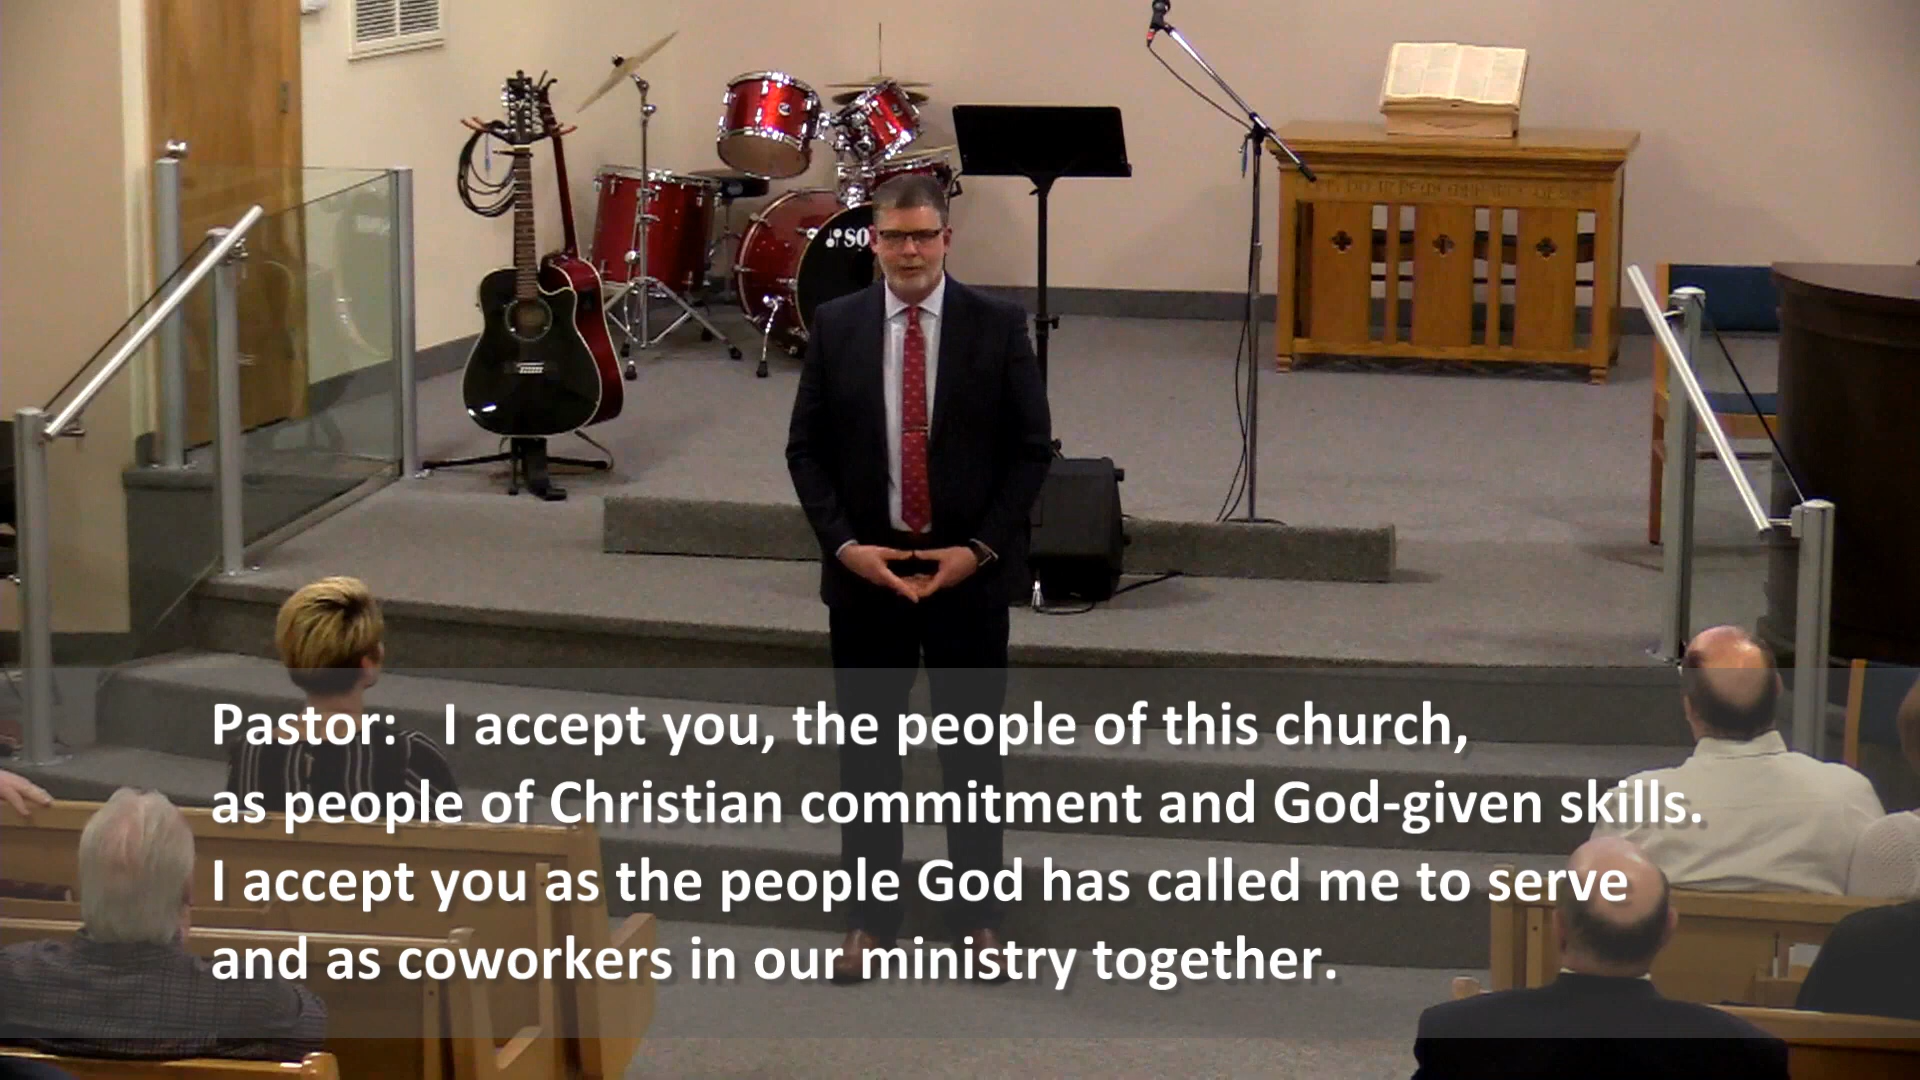 SO
Pastor: I accept you, the people of this church,
as people of Christian commitment and God-given skills.
I accept you as the people God has called me to serve
and as coworkers in our ministry together.